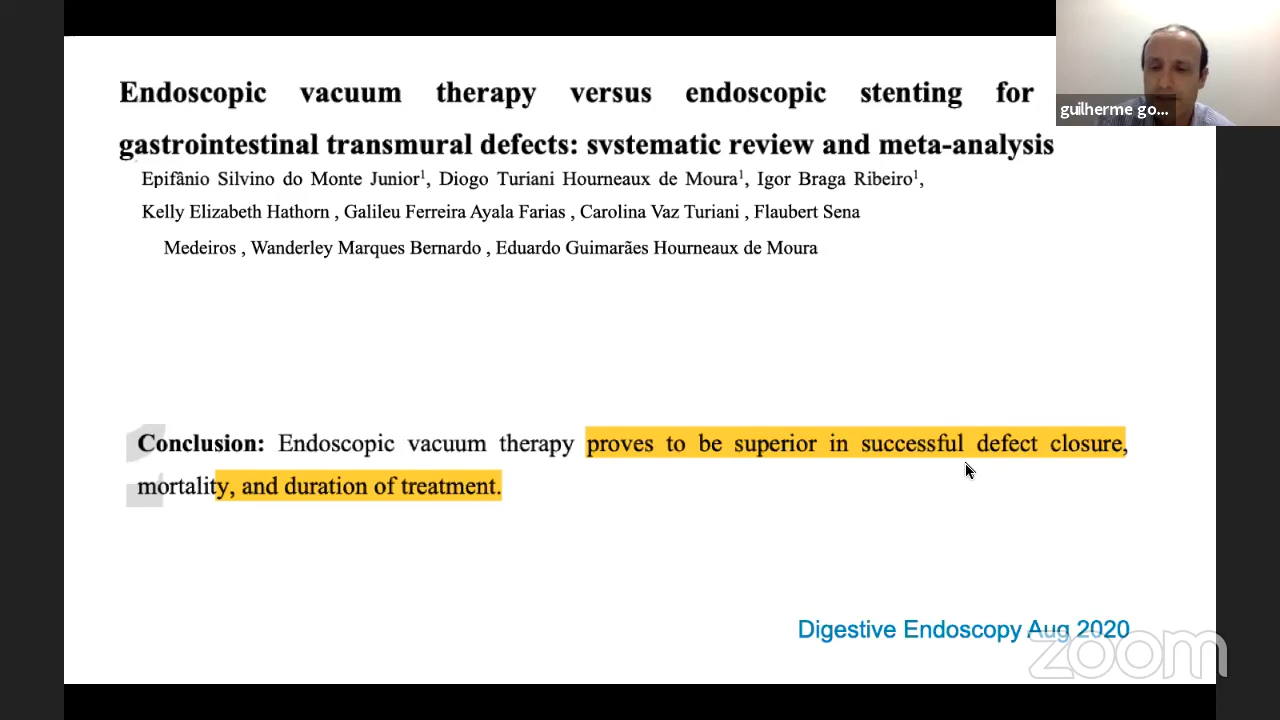 Endoscopic vacuum therapy versus endoscopic stenting for
gastrointestinal transmural defects: systematic review and meta-analysis
Epifânio Silvino do Monte Junior¹, Diogo Turiani Hourneaux de Moura¹, Igor Braga Ribeiro¹,
Kelly Elizabeth Hathorn , Galileu Ferreira Ayala Farias , Carolina Vaz Turiani , Flaubert Sena
Medeiros , Wanderley Marques Bernardo , Eduardo Guimarães Hourneaux de Moura
guilherme go...
Conclusion: Endoscopic vacuum therapy proves to be superior in successful defect closure,
mortality, and duration of treatment.
Digestive Endoscopy Aug 2020
zoom